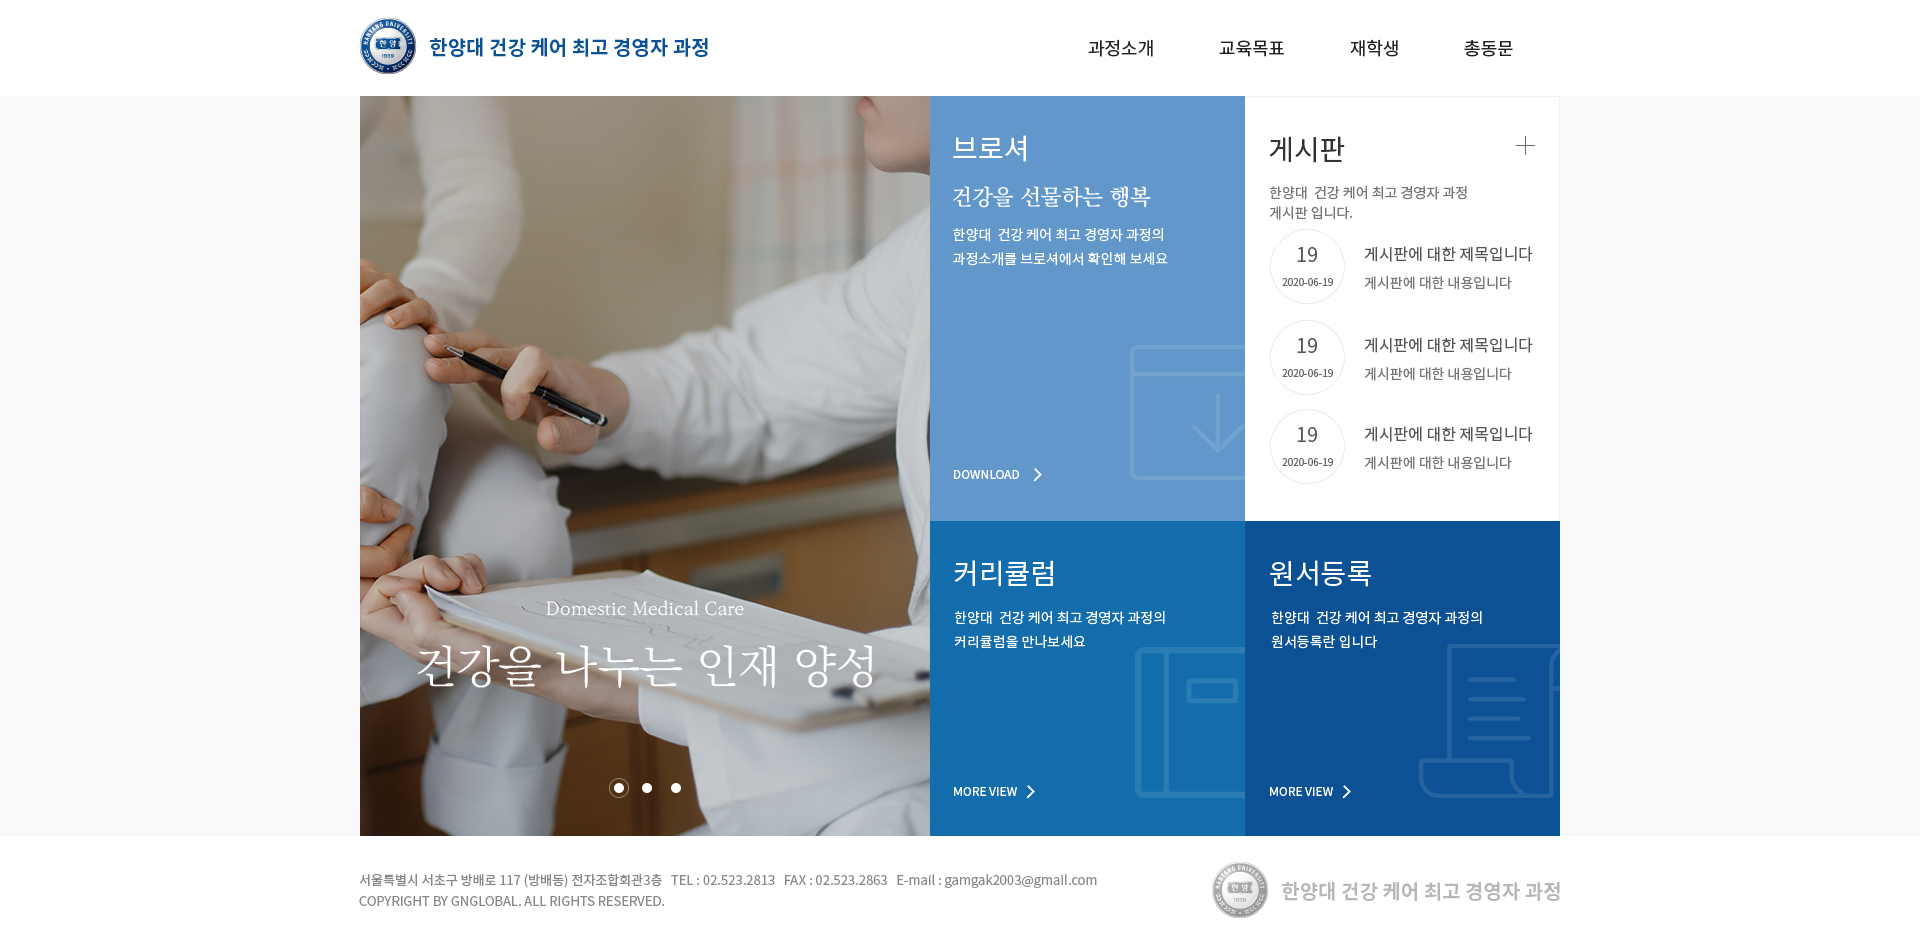 HANYANG UNIVERSITY
한양
1939
한양대 건강 케어 최고 경영자 과정
과정소개
교육목표
재학생
총동문
Domestic Medical Care
건강을 나누는 인재 양성
브로셔
건강을 선물하는 행복
한양대 건강 케어 최고 경영자 과정의
과정소개를 브로셔에서 확인해 보세요
DOWNLOAD
게시판
한양대 건강 케어 최고 경영자 과정
게시판 입니다.
19
2020-06-19
게시판에 대한 제목입니다
게시판에 대한 내용입니다
19
2020-06-19
게시판에 대한 제목입니다
게시판에 대한 내용입니다
19
2020-06-19
게시판에 대한 제목입니다
게시판에 대한 내용입니다
커리큘럼
한양대 건강 케어 최고 경영자 과정의
커리큘럼을 만나보세요
MORE VIEW
원서등록
한양대 건강 케어 최고 경영자 과정의
원서등록란 입니다
MORE VIEW
서울특별시 서초구 방배로 117 (방배동) 전자조합회관3층 TEL : 02.523.2813 FAX : 02.523.2863 E-mail : gamgak2003@gmail.com
COPYRIGHT BY GNGLOBAL. ALL RIGHTS RESERVED.
HANYANG UNIVERSITY
한양
1939
한양대 건강 케어 최고 경영자 과정